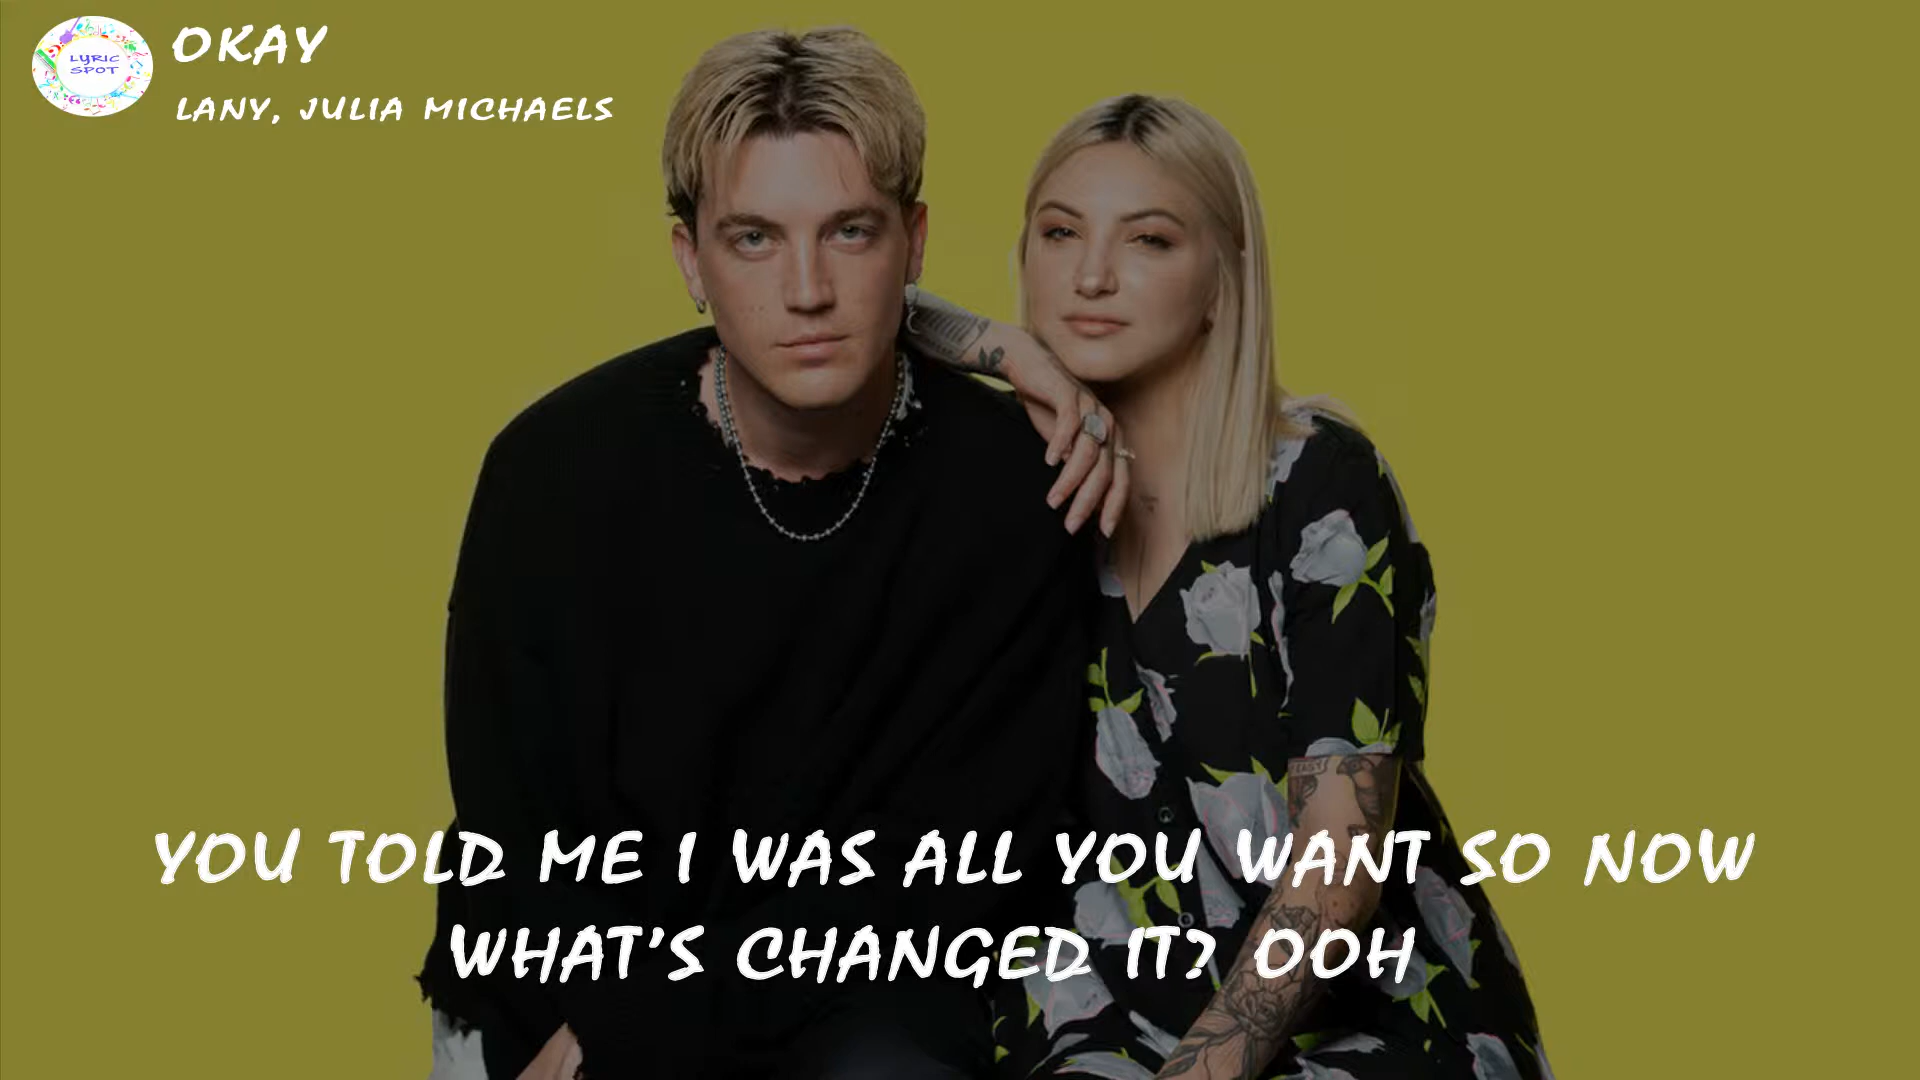 LYRIC
SPOT
OKAY
LANY, JULIA MICHAELS
EASY
YOU TOLD ME I WAS ALL YOU WANT SO NOW
WHAT'S CHANGED IT? OOH